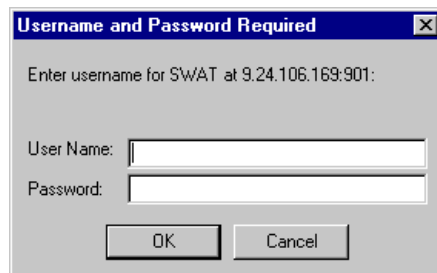 Username and Password Required
Enter username for SWAT at 9.24.106.169:901:
User Name:
Password:
OK Cancel